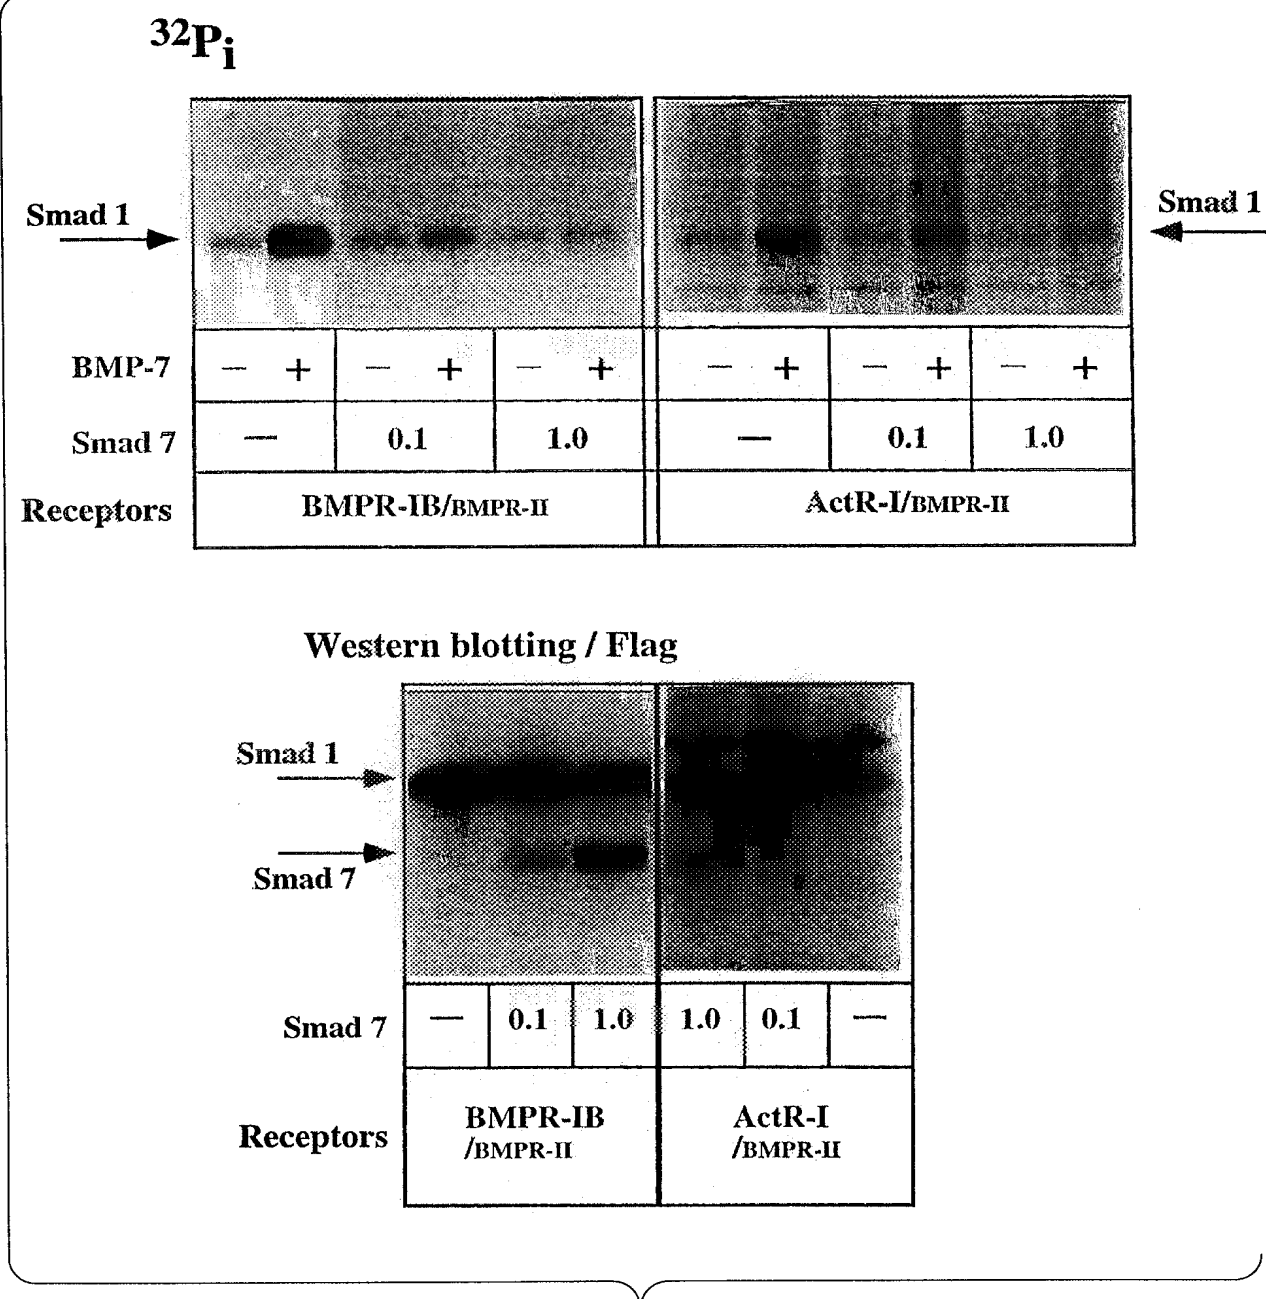 32Pi
Smad 1
Smad 1
BMP-7 — + — + — + — + — + — +
Smad 7 — 0.1 1.0 — 0.1 1.0
Receptors BMPR-IB/BMPR-II ActR-I/BMPR-II
Western blotting / Flag
Smad 1
Smad 7
Smad 7 — 0.1 1.0 1.0 0.1 —
Receptors BMPR-IB ActR-I
/BMPR-II /BMPR-II